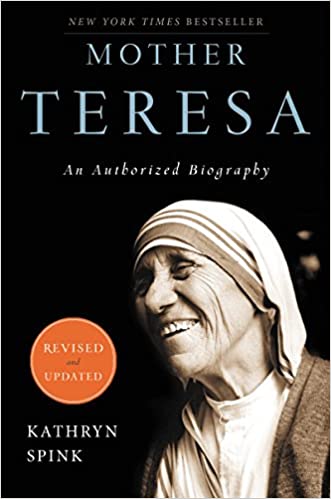 NEW YORK TIMES BESTSELLER
MOTHER
TERESA
An Authorized Biography
REVISED
and
UPDATED
KATHRYN
SPINK